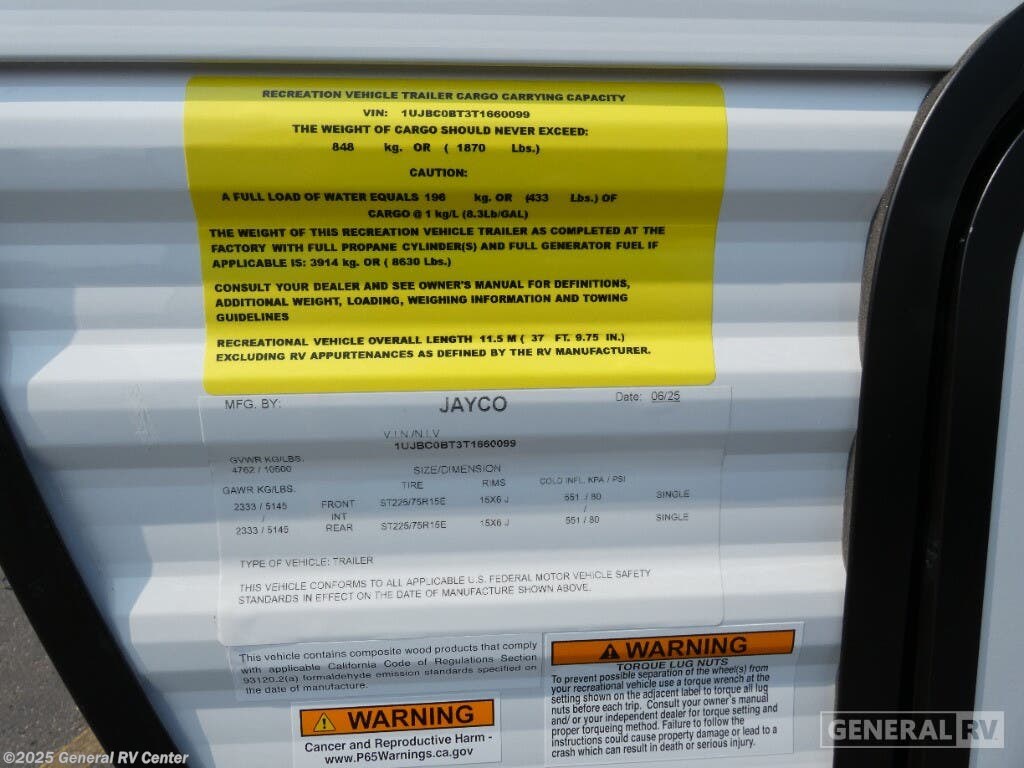 RECREATION VEHICLE TRAILER CARGO CARRYING CAPACITY
VIN: 1UJBC0BT3T1660099
THE WEIGHT OF CARGO SHOULD NEVER EXCEED:
848 kg. OR ( 1870 Lbs.)
CAUTION:
A FULL LOAD OF WATER EQUALS 196 kg. OR (433 Lbs.) OF
CARGO @ 1 kg/L (8.3Lb/GAL)
THE WEIGHT OF THIS RECREATION VEHICLE TRAILER AS COMPLETED AT THE
FACTORY WITH FULL PROPANE CYLINDER(S) AND FULL GENERATOR FUEL IF
APPLICABLE IS: 3914 kg. OR ( 8630 Lbs.)
CONSULT YOUR DEALER AND SEE OWNER'S MANUAL FOR DEFINITIONS,
ADDITIONAL WEIGHT, LOADING, WEIGHING INFORMATION AND TOWING
GUIDELINES
RECREATIONAL VEHICLE OVERALL LENGTH 11.5 M ( 37 FT. 9.75 IN.)
EXCLUDING RV APPURTENANCES AS DEFINED BY THE RV MANUFACTURER.
MFG. BY: JAYCO Date: 06/25
V.I.N./N.I.V
1UJBC0BT3T1660099
GVWR KG/LBS.
4762 / 10500
SIZE/DIMENSION
GAWR KG/LBS. TIRE RIMS COLD INFL. KPA / PSI
2333 / 5145 FRONT ST225/75R15E 15X6 J 551 / 80 SINGLE
/ INT
2333 / 5145 REAR ST225/75R15E 15X6 J 551 / 80 SINGLE
TYPE OF VEHICLE: TRAILER
THIS VEHICLE CONFORMS TO ALL APPLICABLE U.S. FEDERAL MOTOR VEHICLE SAFETY
STANDARDS IN EFFECT ON THE DATE OF MANUFACTURE SHOWN ABOVE.
This vehicle contains composite wood products that comply
with applicable California Code of Regulations Section
93120.2(a) formaldehyde emission standards specified on
the date of manufacture.
WARNING
Cancer and Reproductive Harm -
www.P65Warnings.ca.gov
WARNING
TORQUE LUG NUTS
To prevent possible separation of the wheel(s) from
your recreational vehicle use a torque wrench at the
setting shown on the adjacent label to torque all lug
nuts before each trip. Consult your owner's manual
and/ or your independent dealer for torque setting and
proper torqueing method. Failure to follow the
instructions could cause property damage or lead to a
crash which can result in death or serious injury.
GENERAL RV
©2025 General RV Center